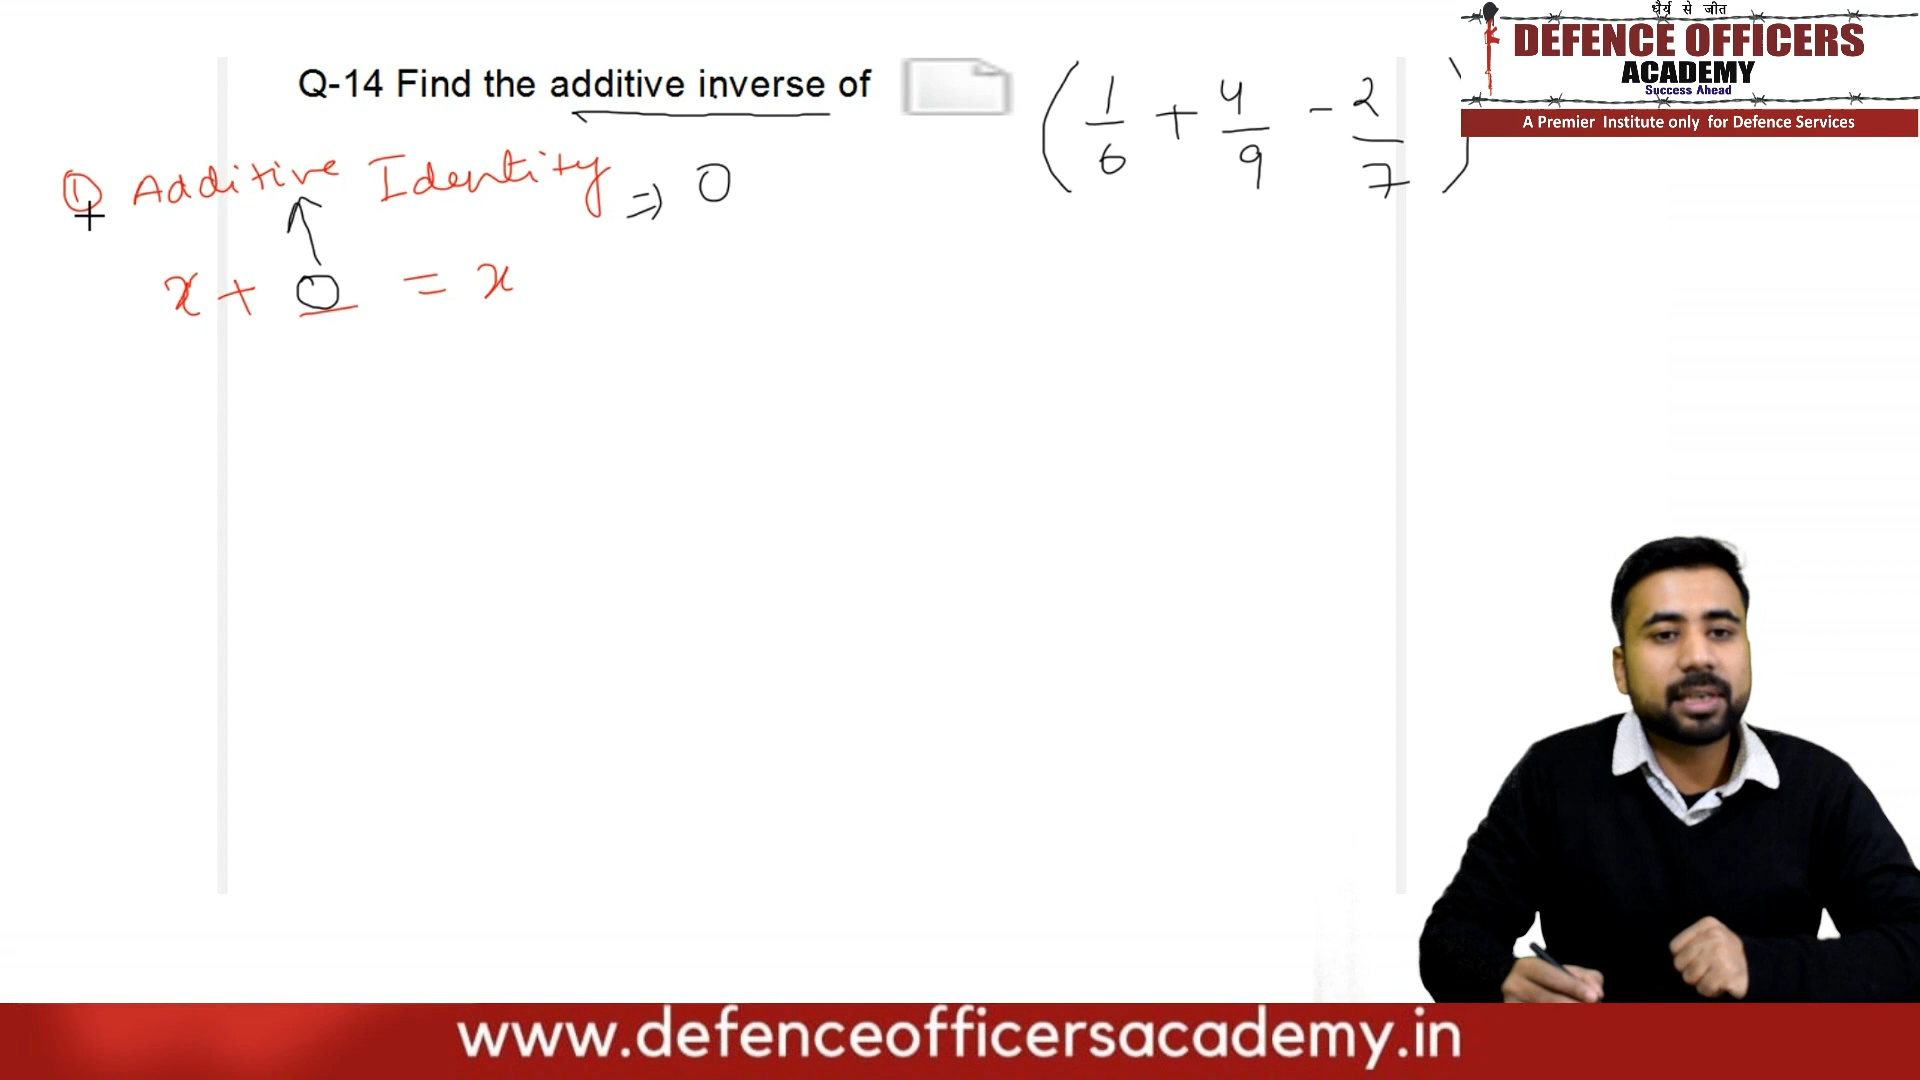 धैर्य से जीत
DEFENCE OFFICERS
ACADEMY
Success Ahead
A Premier Institute only for Defence Services
Q-14 Find the additive inverse of
(1/6 + 4/9 - 2/7)
① Additive Identity ⇒ 0
x + 0 = x
www.defenceofficersacademy.in